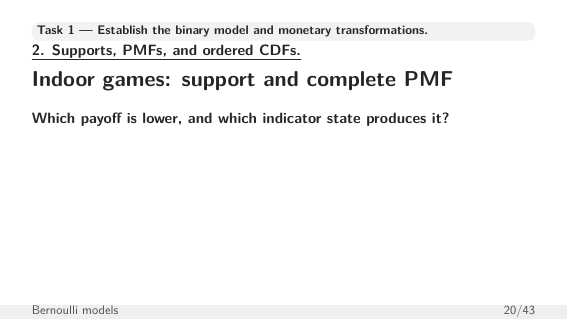 Task 1 — Establish the binary model and monetary transformations.
2. Supports, PMFs, and ordered CDFs.
Indoor games: support and complete PMF
Which payoff is lower, and which indicator state produces it?
Bernoulli models
20/43